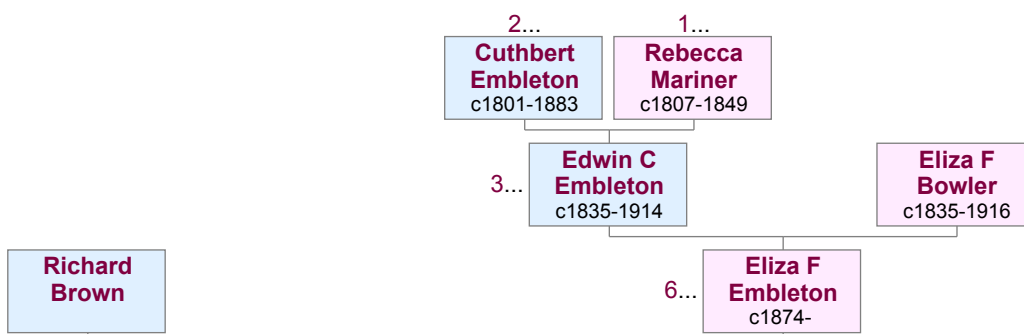 2...
1...
Cuthbert
Embleton
c1801-1883
Rebecca
Mariner
c1807-1849
3...
Edwin C
Embleton
c1835-1914
Eliza F
Bowler
c1835-1916
Richard
Brown
6...
Eliza F
Embleton
c1874-